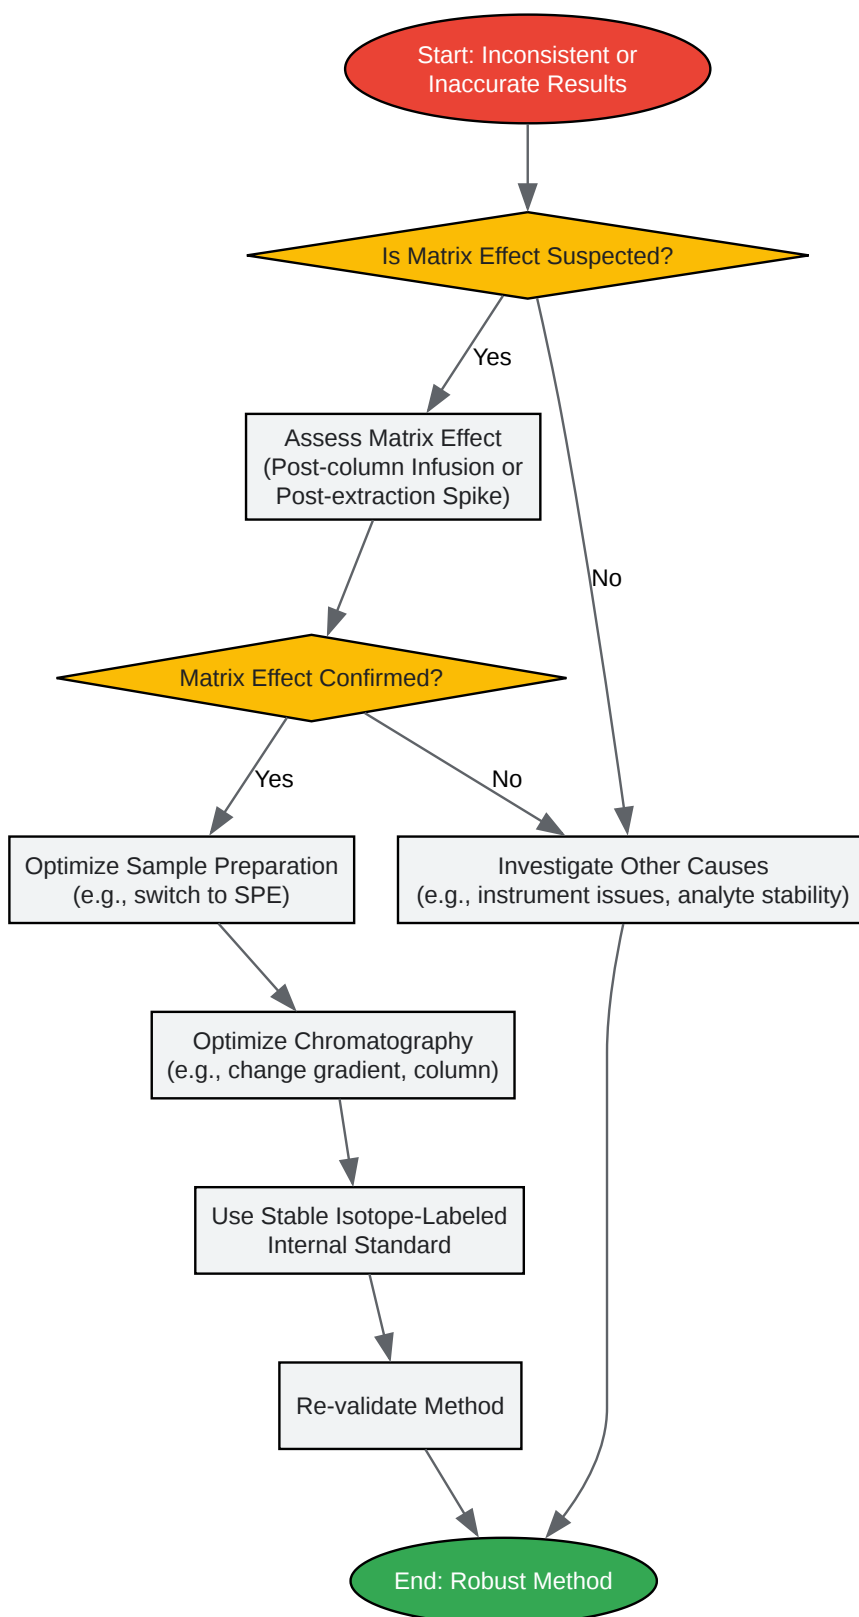 Start: Inconsistent or
Inaccurate Results
Is Matrix Effect Suspected?
Yes
Assess Matrix Effect
(Post-column Infusion or
Post-extraction Spike)
No
Matrix Effect Confirmed?
Yes
No
Optimize Sample Preparation
(e.g., switch to SPE)
Investigate Other Causes
(e.g., instrument issues, analyte stability)
Optimize Chromatography
(e.g., change gradient, column)
Use Stable Isotope-Labeled
Internal Standard
Re-validate Method
End: Robust Method